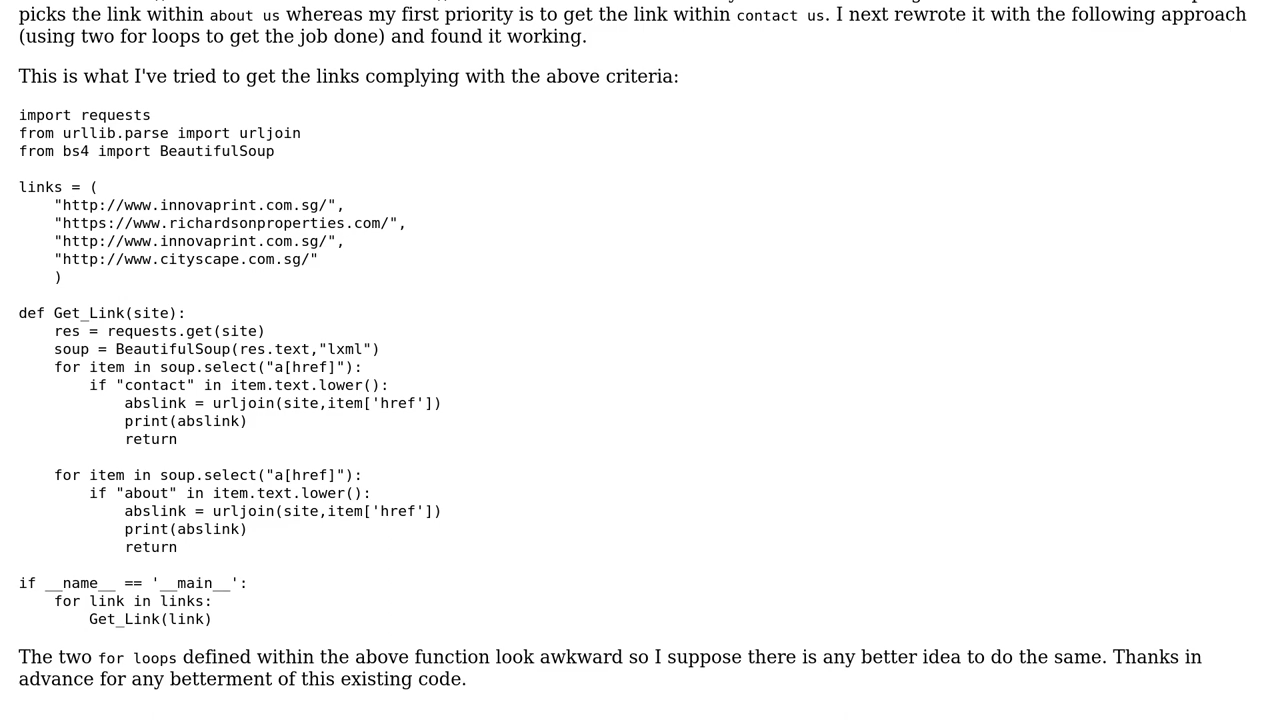 picks the link within about us whereas my first priority is to get the link within contact us. I next rewrote it with the following approach
(using two for loops to get the job done) and found it working.
This is what I've tried to get the links complying with the above criteria:
import requests
from urllib.parse import urljoin
from bs4 import BeautifulSoup
links = (
    "http://www.innovaprint.com.sg/",
    "https://www.richardsonproperties.com/",
    "http://www.innovaprint.com.sg/",
    "http://www.cityscape.com.sg/"
    )
def Get_Link(site):
    res = requests.get(site)
    soup = BeautifulSoup(res.text,"lxml")
    for item in soup.select("a[href]"):
        if "contact" in item.text.lower():
            abslink = urljoin(site,item['href'])
            print(abslink)
            return
    for item in soup.select("a[href]"):
        if "about" in item.text.lower():
            abslink = urljoin(site,item['href'])
            print(abslink)
            return
if __name__ == '__main__':
    for link in links:
        Get_Link(link)
The two for loops defined within the above function look awkward so I suppose there is any better idea to do the same. Thanks in
advance for any betterment of this existing code.